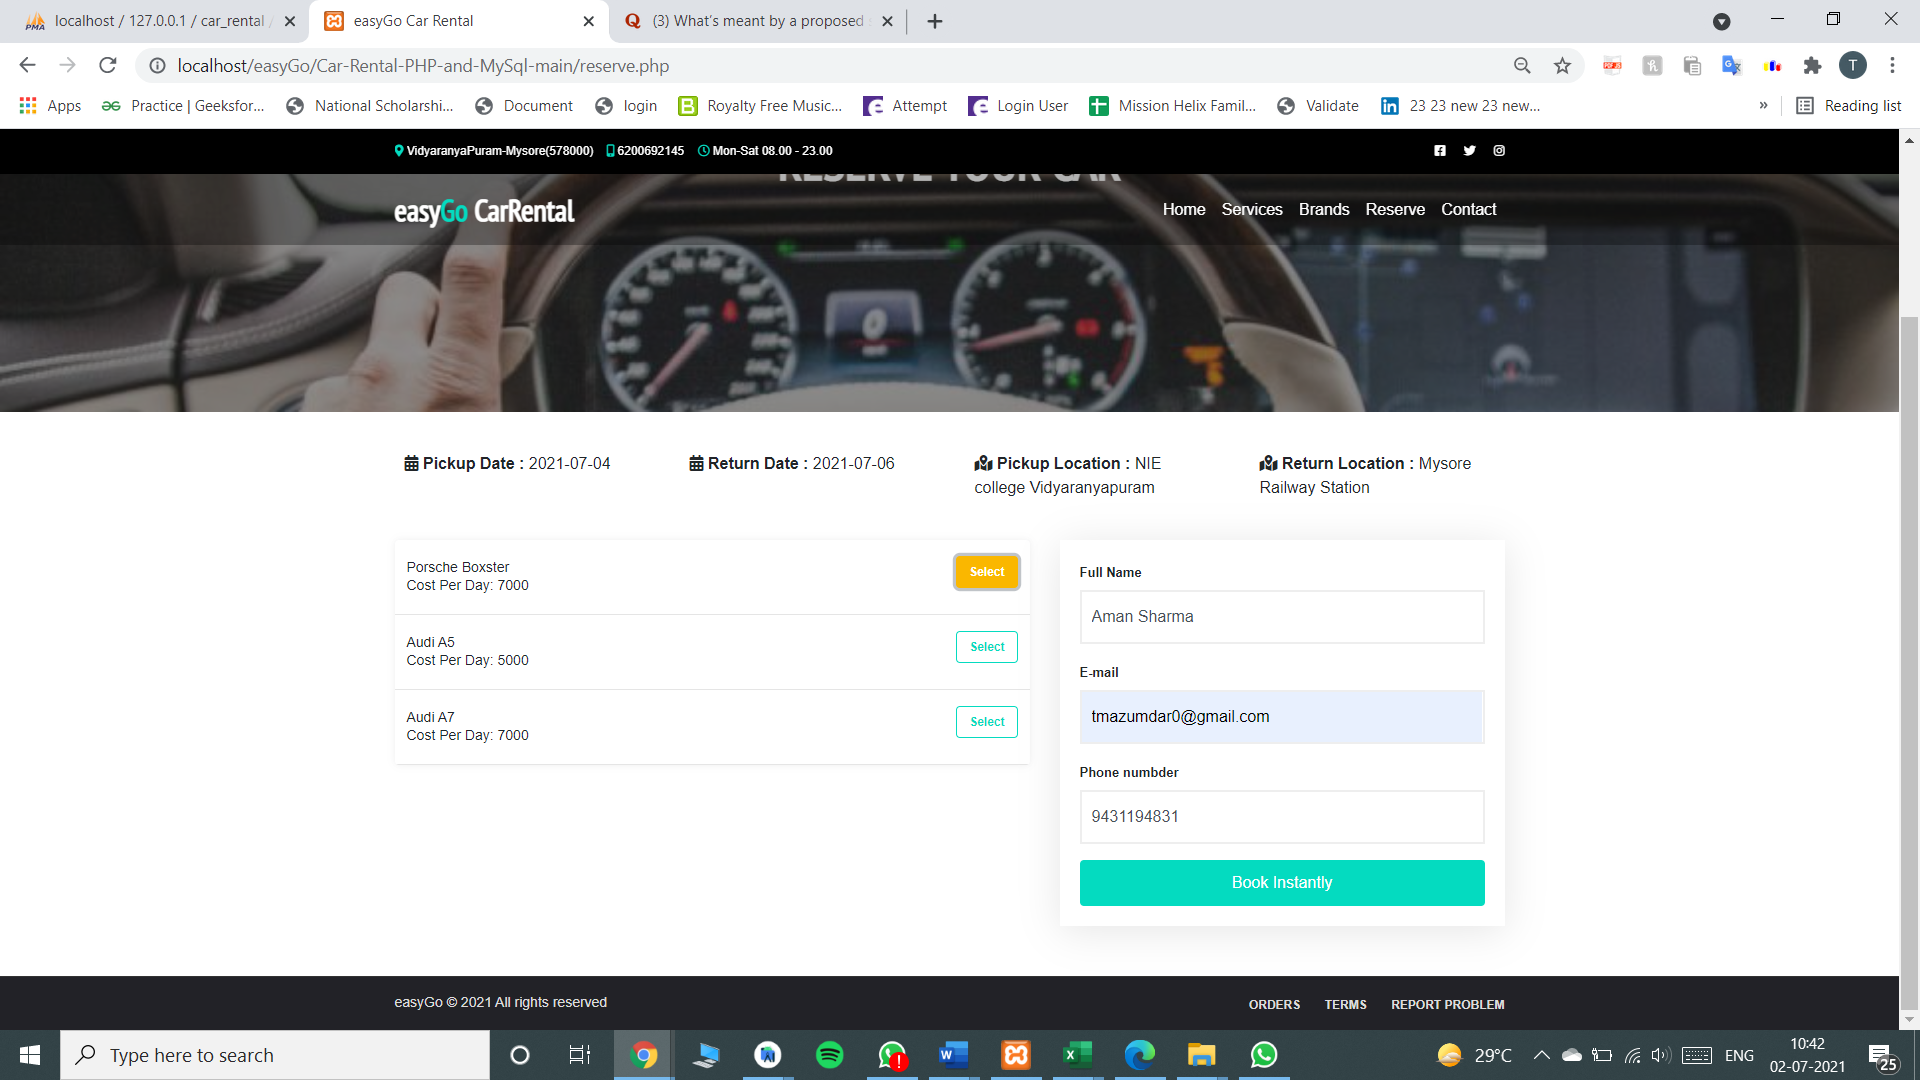 localhost / 127.0.0.1 / car_rental /
easyGo Car Rental
(3) What's meant by a proposed s
localhost/easyGo/Car-Rental-PHP-and-MySql-main/reserve.php
T
Apps
Practice | Geeksfor...
National Scholarshi...
Document
login
Royalty Free Music...
Attempt
Login User
Mission Helix Famil...
Validate
23 23 new 23 new...
»
Reading list
VidyaranyaPuram-Mysore(578000) 6200692145 Mon-Sat 08.00 - 23.00
RESERVE YOUR CAR
easyGo CarRental
Home Services Brands Reserve Contact
Pickup Date : 2021-07-04
Return Date : 2021-07-06
Pickup Location : NIE
college Vidyaranyapuram
Return Location : Mysore
Railway Station
Porsche Boxster
Cost Per Day: 7000
Select
Audi A5
Cost Per Day: 5000
Select
Audi A7
Cost Per Day: 7000
Select
Full Name
Aman Sharma
E-mail
tmazumdar0@gmail.com
Phone numbder
9431194831
Book Instantly
easyGo © 2021 All rights reserved
ORDERS TERMS REPORT PROBLEM
Type here to search
29°C
ENG
10:42
02-07-2021
25